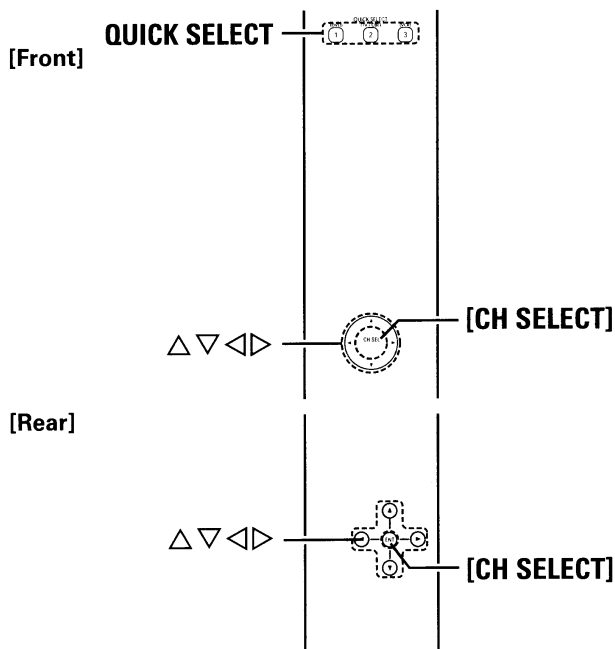 QUICK SELECT
QUICK SELECT
1 2 3
[Front]
CH SEL
[CH SELECT]
△▽◁▷
[Rear]
△▽◁▷
ENT
[CH SELECT]